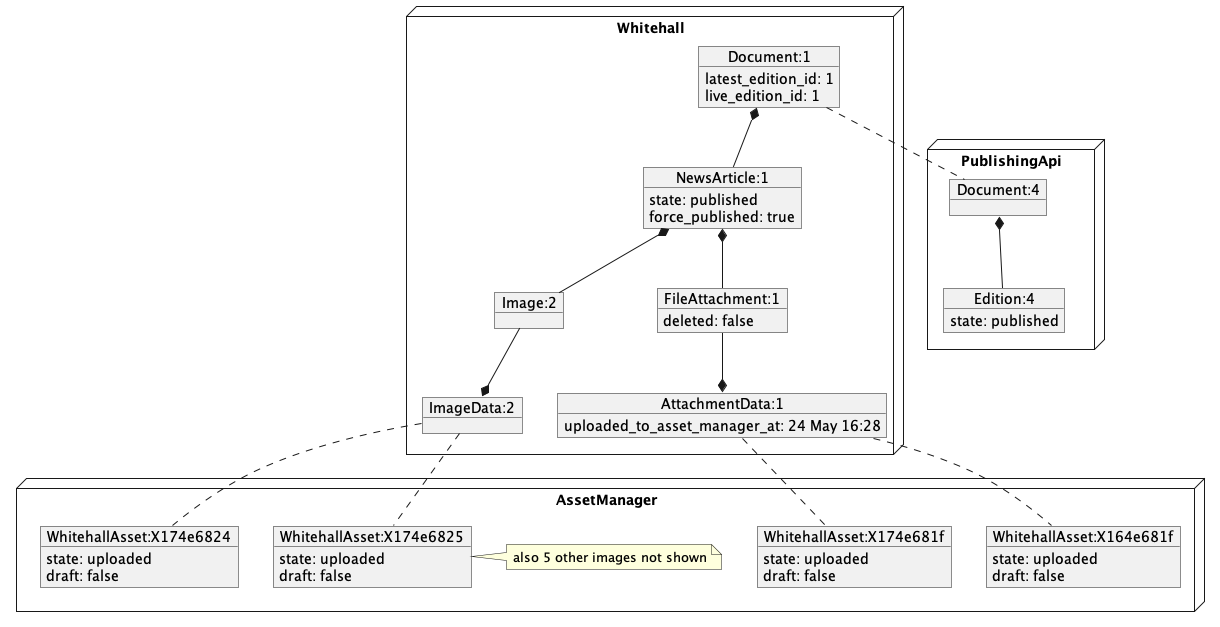 Whitehall
Document:1
latest_edition_id: 1
live_edition_id: 1
PublishingApi
NewsArticle:1
state: published
force_published: true
Document:4
Image:2
FileAttachment:1
deleted: false
Edition:4
state: published
ImageData:2
AttachmentData:1
uploaded_to_asset_manager_at: 24 May 16:28
AssetManager
WhitehallAsset:X174e6824
state: uploaded
draft: false
WhitehallAsset:X174e6825
state: uploaded
draft: false
also 5 other images not shown
WhitehallAsset:X174e681f
state: uploaded
draft: false
WhitehallAsset:X164e681f
state: uploaded
draft: false